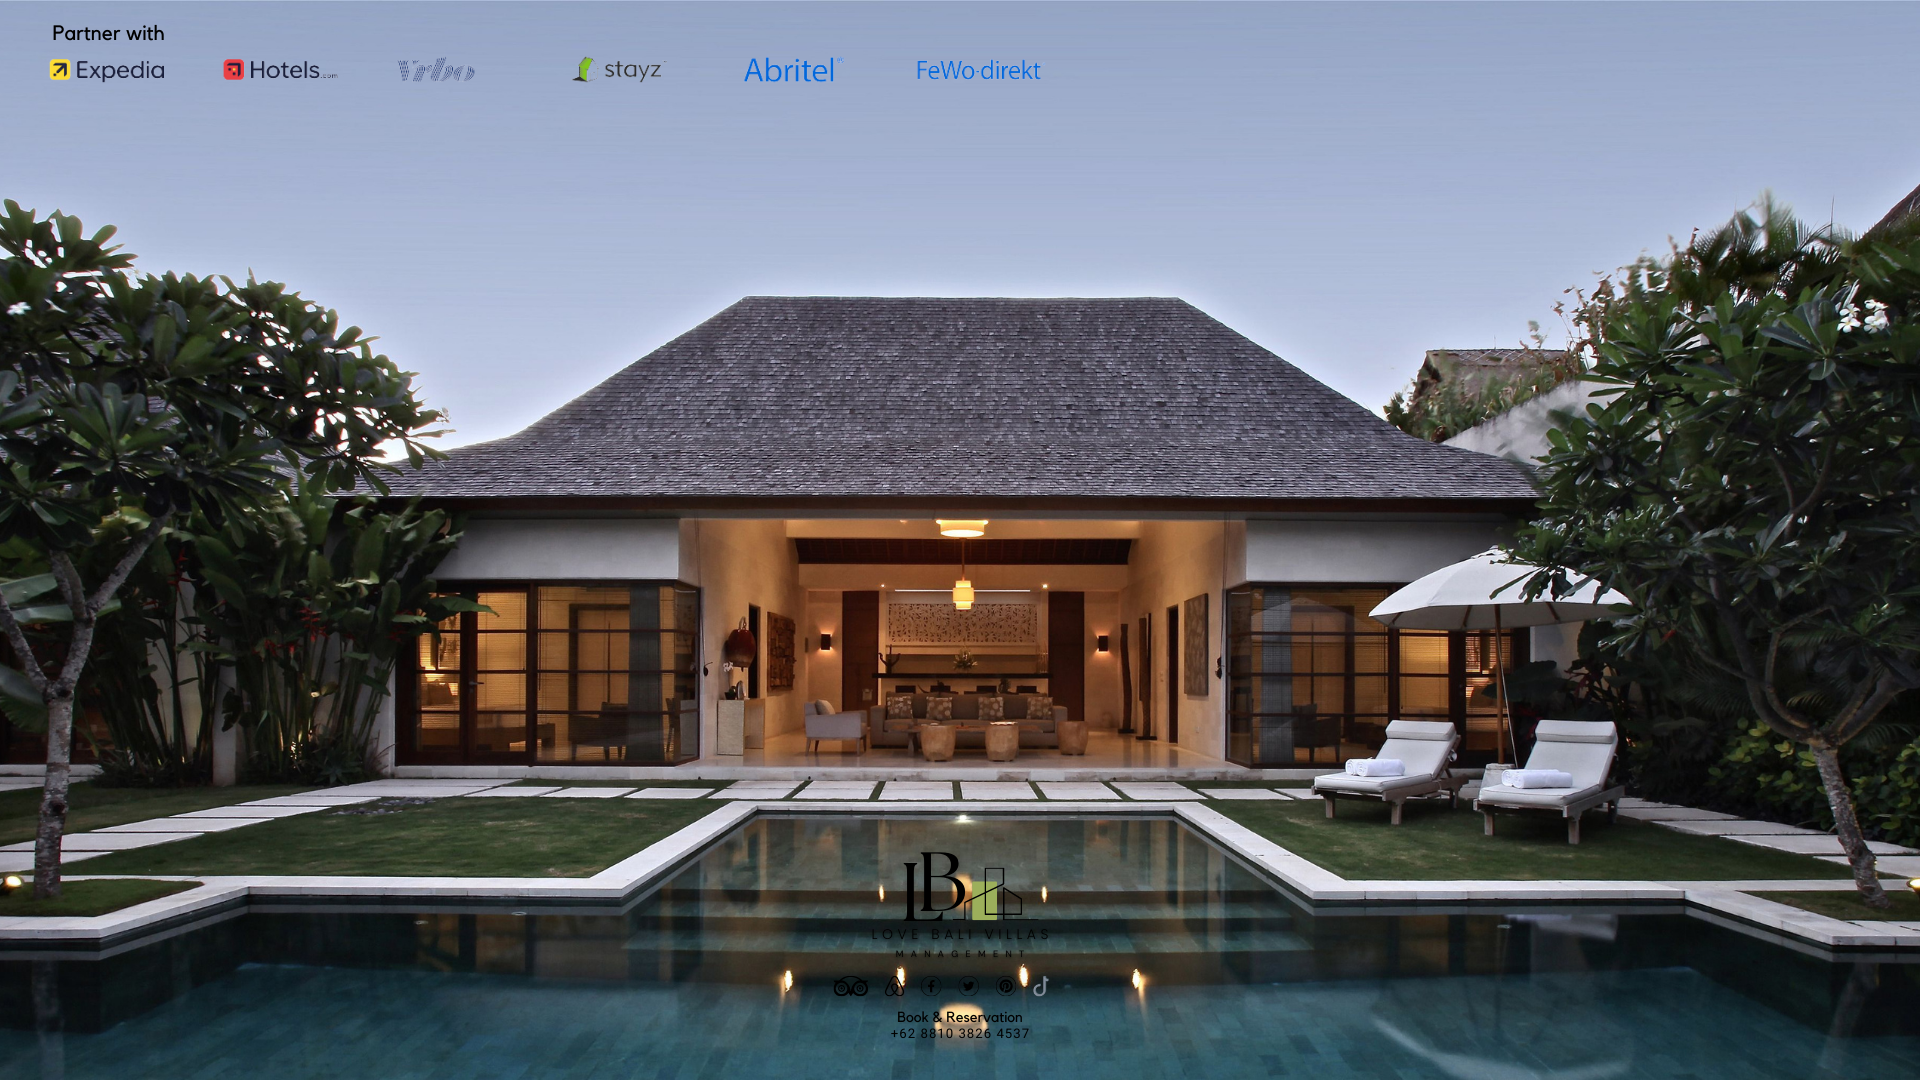 Partner with
Expedia Hotels.com Vrbo stayz Abritel FeWo-direkt
LB
LOVE BALI VILLAS
MANAGEMENT
Book & Reservation
+62 8810 3826 4537